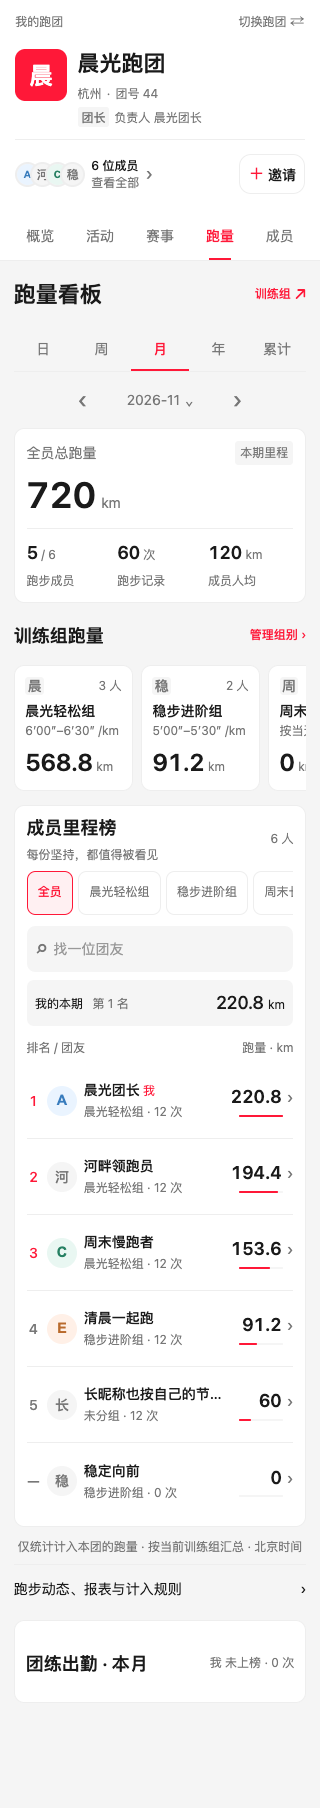 我的跑团
切换跑团 ⇄
晨
晨光跑团
杭州 · 团号 44
团长 负责人 晨光团长
A 河 C 稳
6 位成员
查看全部 ›
+ 邀请
概览 活动 赛事 跑量 成员
跑量看板
训练组 ↗
日 周 月 年 累计
‹ 2026-11 ⌄ ›
全员总跑量
本期里程
720 km
5 / 6 60 次 120 km
跑步成员 跑步记录 成员人均
训练组跑量
管理组别 ›
晨 3 人
晨光轻松组
6′00″–6′30″ /km
568.8 km
稳 2 人
稳步进阶组
5′00″–5′30″ /km
91.2 km
周
周末
按当
0
成员里程榜
6 人
每份坚持，都值得被看见
全员 晨光轻松组 稳步进阶组 周末
找一位团友
我的本期 第 1 名 220.8 km
排名 / 团友 跑量 · km
1 A 晨光团长 我 220.8 ›
晨光轻松组 · 12 次
2 河 河畔领跑员 194.4 ›
晨光轻松组 · 12 次
3 C 周末慢跑者 153.6 ›
晨光轻松组 · 12 次
4 E 清晨一起跑 91.2 ›
稳步进阶组 · 12 次
5 长 长昵称也按自己的节... 60 ›
未分组 · 12 次
— 稳 稳定向前 0 ›
稳步进阶组 · 0 次
仅统计计入本团的跑量 · 按当前训练组汇总 · 北京时间
跑步动态、报表与计入规则 ›
团练出勤 · 本月
我 未上榜 · 0 次